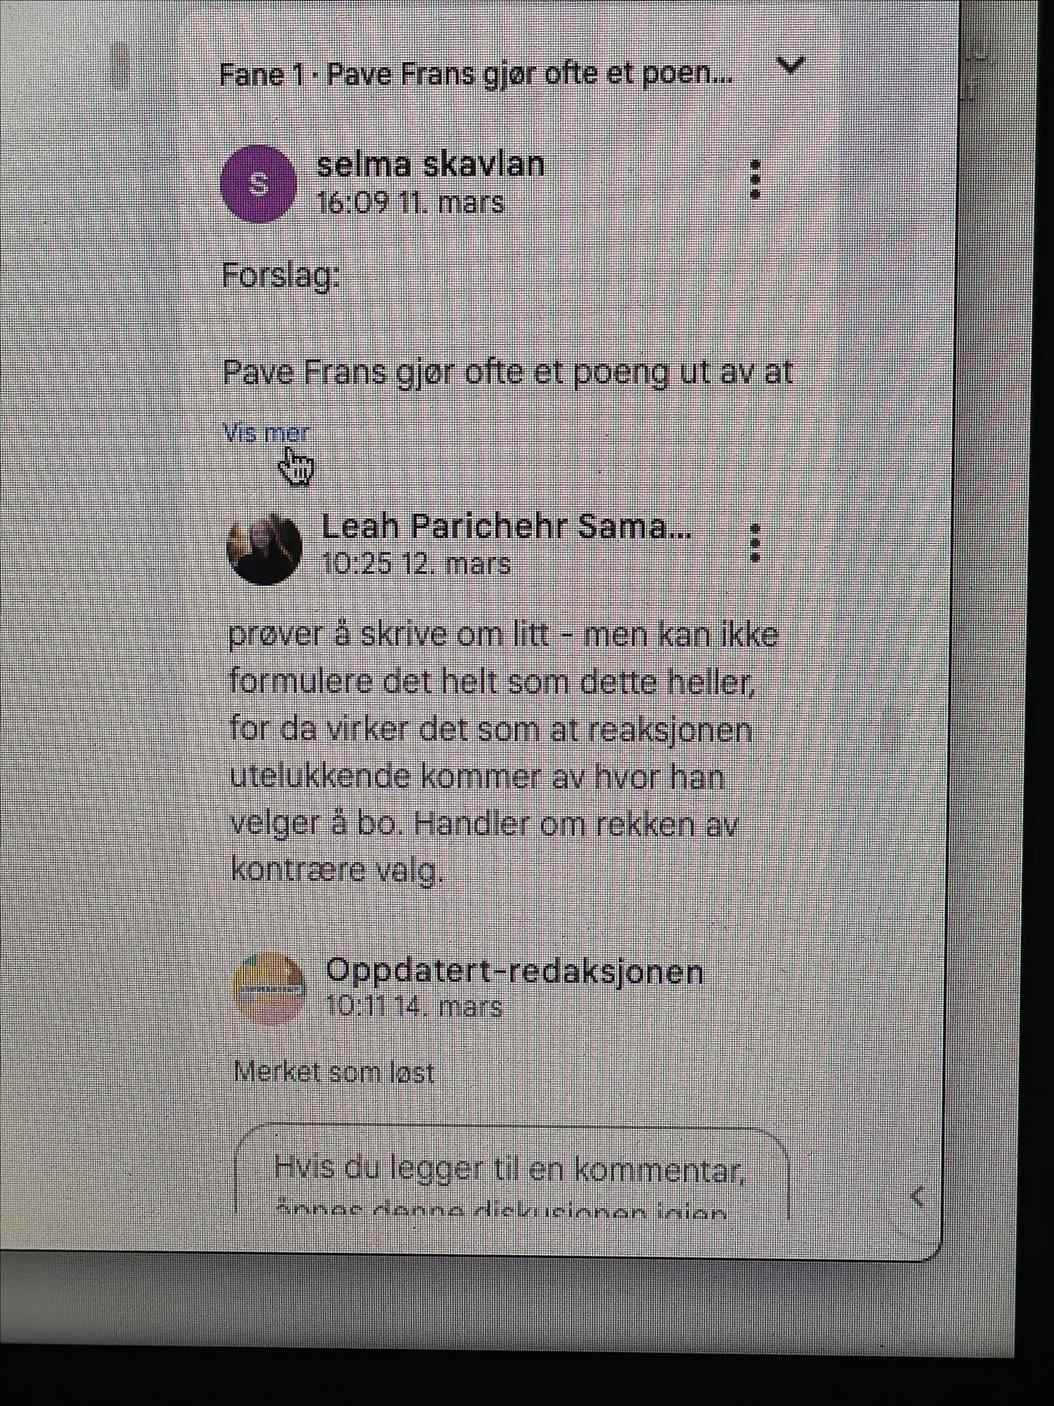 Fane 1 · Pave Frans gjør ofte et poen...
s
selma skavlan
16:09 11. mars
Forslag:
Pave Frans gjør ofte et poeng ut av at
Vis mer
Leah Parichehr Sama...
10:25 12. mars
prøver å skrive om litt - men kan ikke
formulere det helt som dette heller,
for da virker det som at reaksjonen
utelukkende kommer av hvor han
velger å bo. Handler om rekken av
kontrære valg.
Oppdatert-redaksjonen
10:11 14. mars
Merket som løst
Hvis du legger til en kommentar,
åpnes denne diskusjonen igjen